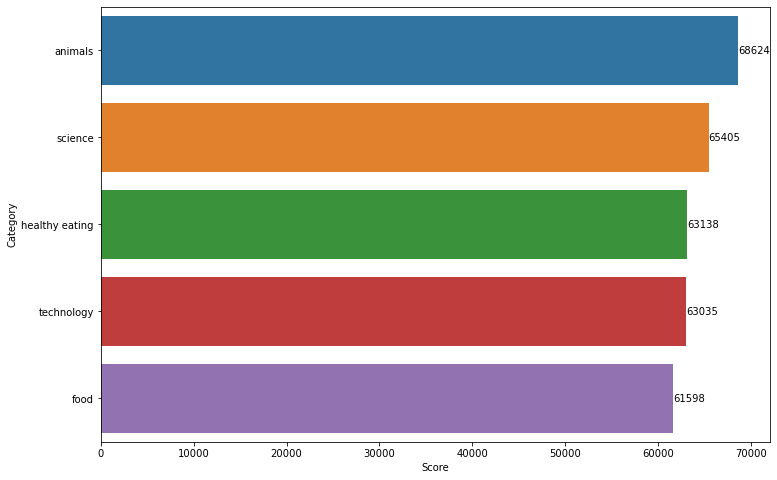 animals
68624
science
65405
healthy eating
63138
technology
63035
food
61598
Category
0 10000 20000 30000 40000 50000 60000 70000
Score